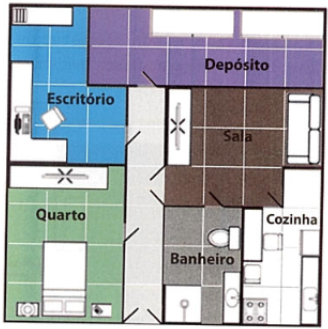 Depósito
Escritório
Sala
Quarto
Cozinha
Banheiro